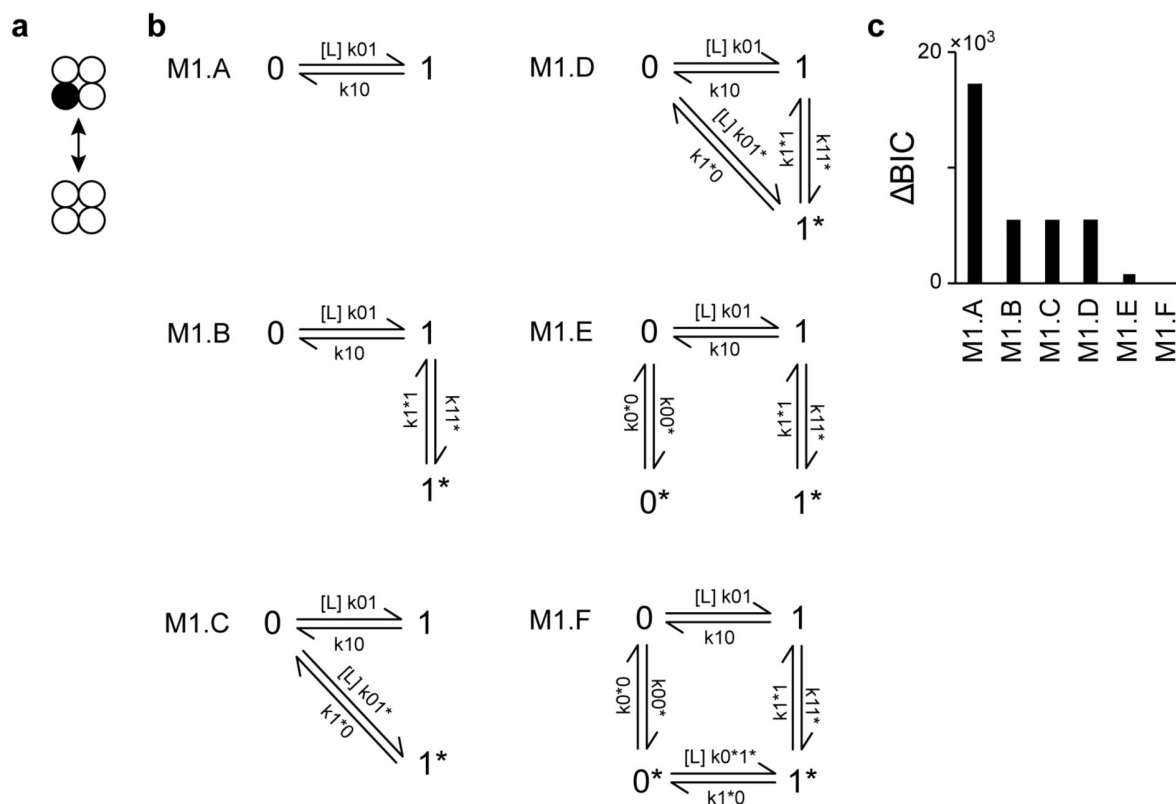 a
b
c
M1.A
0
[L] k01
k10
1
M1.D
0
[L] k01
k10
1
[L] k01*
k1*0
k1*1
k11*
1*
M1.B
0
[L] k01
k10
1
k1*1
k11*
1*
M1.E
0
[L] k01
k10
1
k0*0
k00*
k1*1
k11*
0*
1*
M1.C
0
[L] k01
k10
1
[L] k01*
k1*0
1*
M1.F
0
[L] k01
k10
1
k0*0
k00*
k1*1
k11*
0*
[L] k0*1*
k1*0
1*
20
×10³
ΔBIC
0
M1.A
M1.B
M1.C
M1.D
M1.E
M1.F